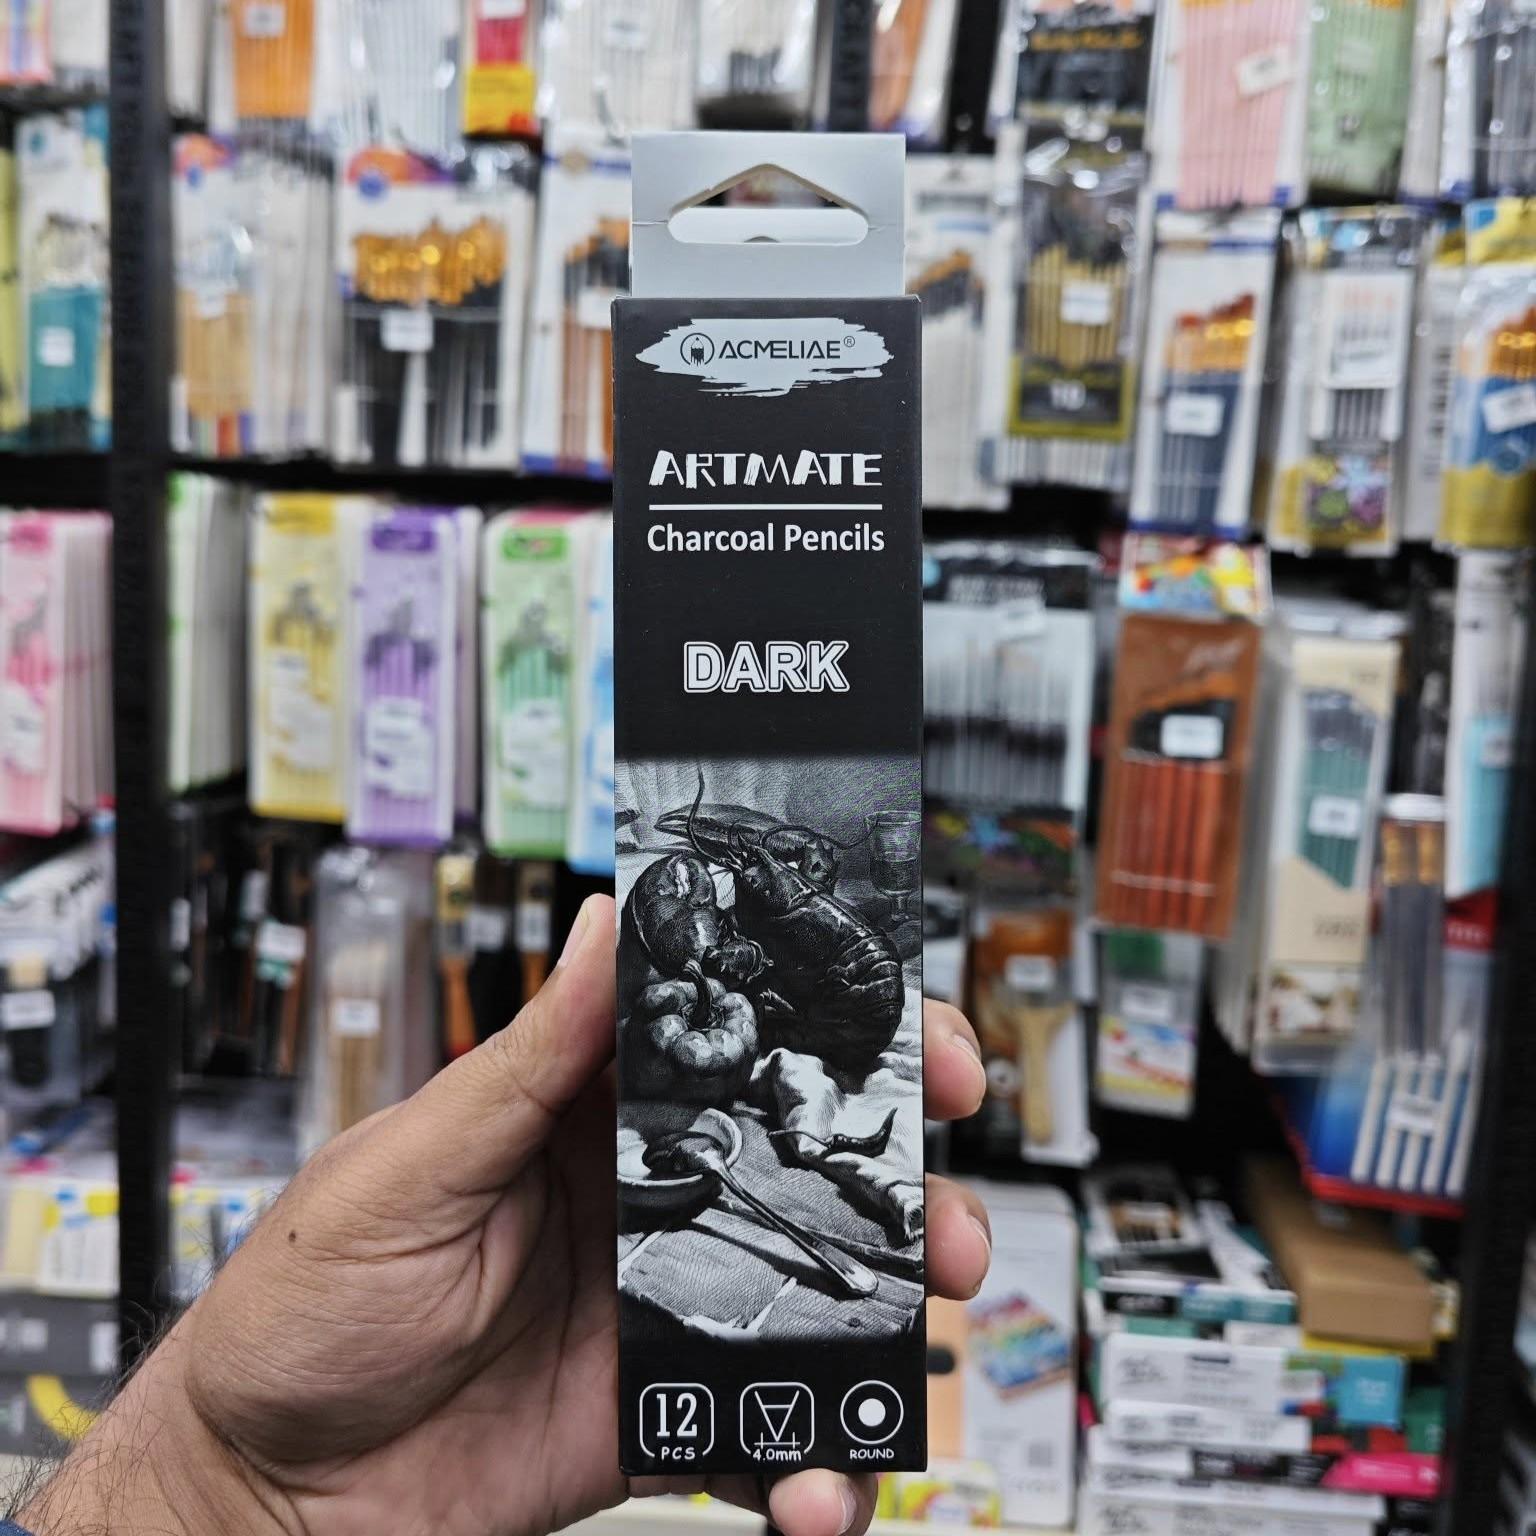 ACMELIAE®
ARTMATE
Charcoal Pencils
DARK
12
PCS
4.0mm
ROUND